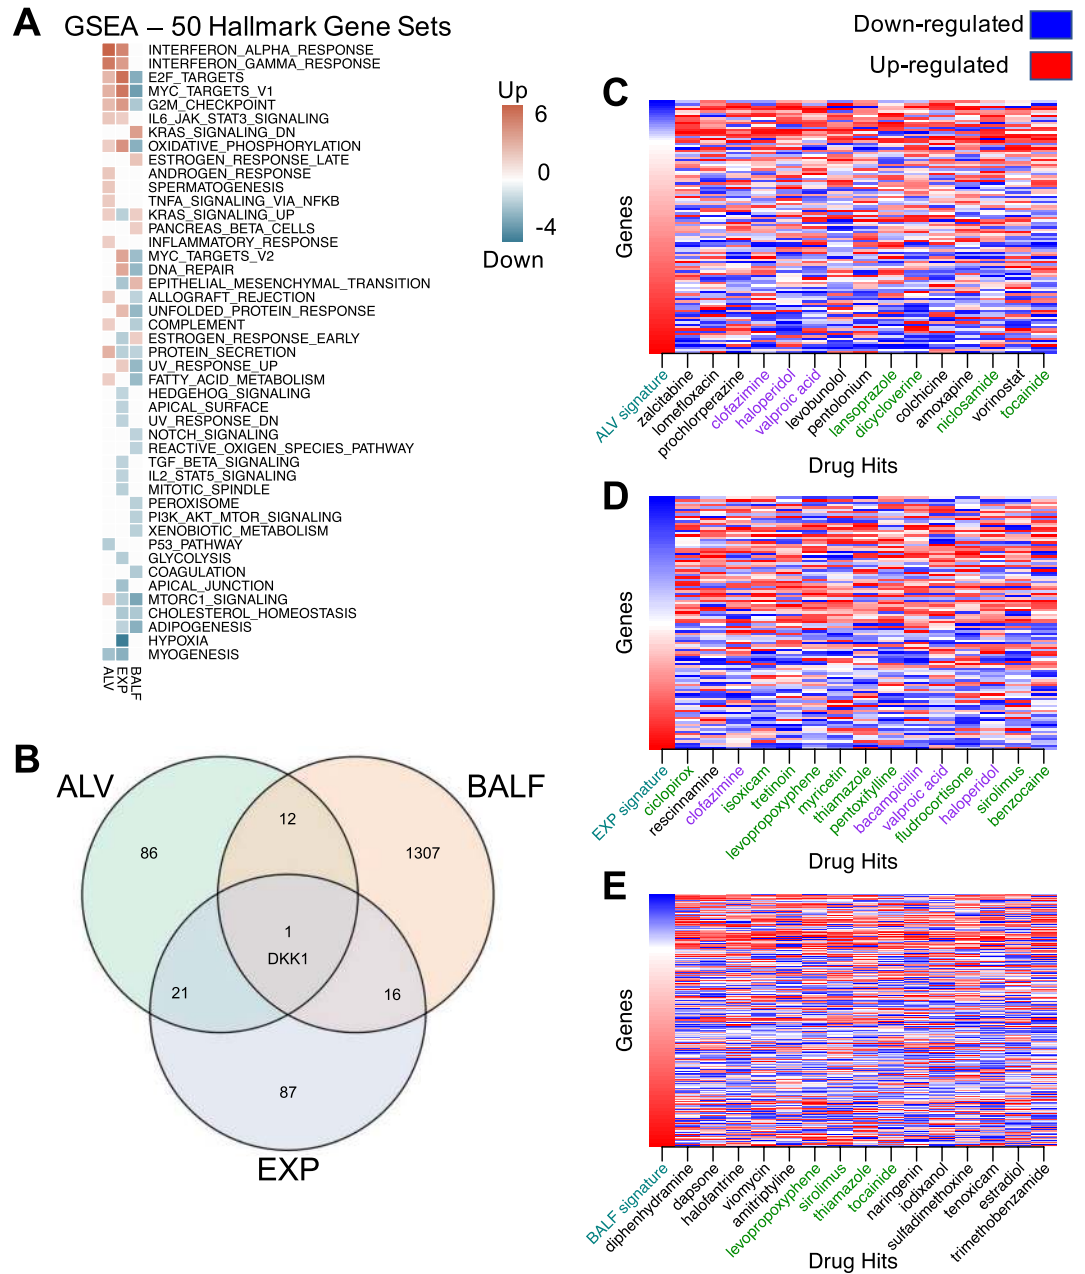 A
GSEA – 50 Hallmark Gene Sets
INTERFERON_ALPHA_RESPONSE
INTERFERON_GAMMA_RESPONSE
E2F_TARGETS
MYC_TARGETS_V1
G2M_CHECKPOINT
IL6_JAK_STAT3_SIGNALING
KRAS_SIGNALING_DN
OXIDATIVE_PHOSPHORYLATION
ESTROGEN_RESPONSE_LATE
ANDROGEN_RESPONSE
SPERMATOGENESIS
TNFA_SIGNALING_VIA_NFKB
KRAS_SIGNALING_UP
PANCREAS_BETA_CELLS
INFLAMMATORY_RESPONSE
MYC_TARGETS_V2
DNA_REPAIR
EPITHELIAL_MESENCHYMAL_TRANSITION
ALLOGRAFT_REJECTION
UNFOLDED_PROTEIN_RESPONSE
COMPLEMENT
ESTROGEN_RESPONSE_EARLY
PROTEIN_SECRETION
UV_RESPONSE_UP
FATTY_ACID_METABOLISM
HEDGEHOG_SIGNALING
APICAL_SURFACE
UV_RESPONSE_DN
NOTCH_SIGNALING
REACTIVE_OXIGEN_SPECIES_PATHWAY
TGF_BETA_SIGNALING
IL2_STAT5_SIGNALING
MITOTIC_SPINDLE
PEROXISOME
PI3K_AKT_MTOR_SIGNALING
XENOBIOTIC_METABOLISM
P53_PATHWAY
GLYCOLYSIS
COAGULATION
APICAL_JUNCTION
MTORC1_SIGNALING
CHOLESTEROL_HOMEOSTASIS
ADIPOGENESIS
HYPOXIA
MYOGENESIS
ALV
EXP
BALF
Up
6
0
-4
Down
B
ALV
BALF
12
86
1307
1
DKK1
21
16
87
EXP
Down-regulated
Up-regulated
C
Genes
ALV signature
zalcitabine
lomefloxacin
prochlorperazine
clofazimine
haloperidol
valproic acid
levobunolol
pentolonium
lansoprazole
dicycloverine
colchicine
amoxapine
niclosamide
vorinostat
tocainide
Drug Hits
D
Genes
EXP signature
ciclopirox
rescinnamine
clofazimine
isoxicam
tretinoin
levopropoxyphene
myricetin
thiamazole
pentoxifylline
bacampicillin
valproic acid
fludrocortisone
haloperidol
sirolimus
benzocaine
Drug Hits
E
Genes
BALF signature
diphenhydramine
dapsone
halofantrine
viomycin
amitriptyline
levopropoxyphene
sirolimus
thiamazole
tocainide
naringenin
iodixanol
sulfadimethoxine
tenoxicam
estradiol
trimethobenzamide
Drug Hits